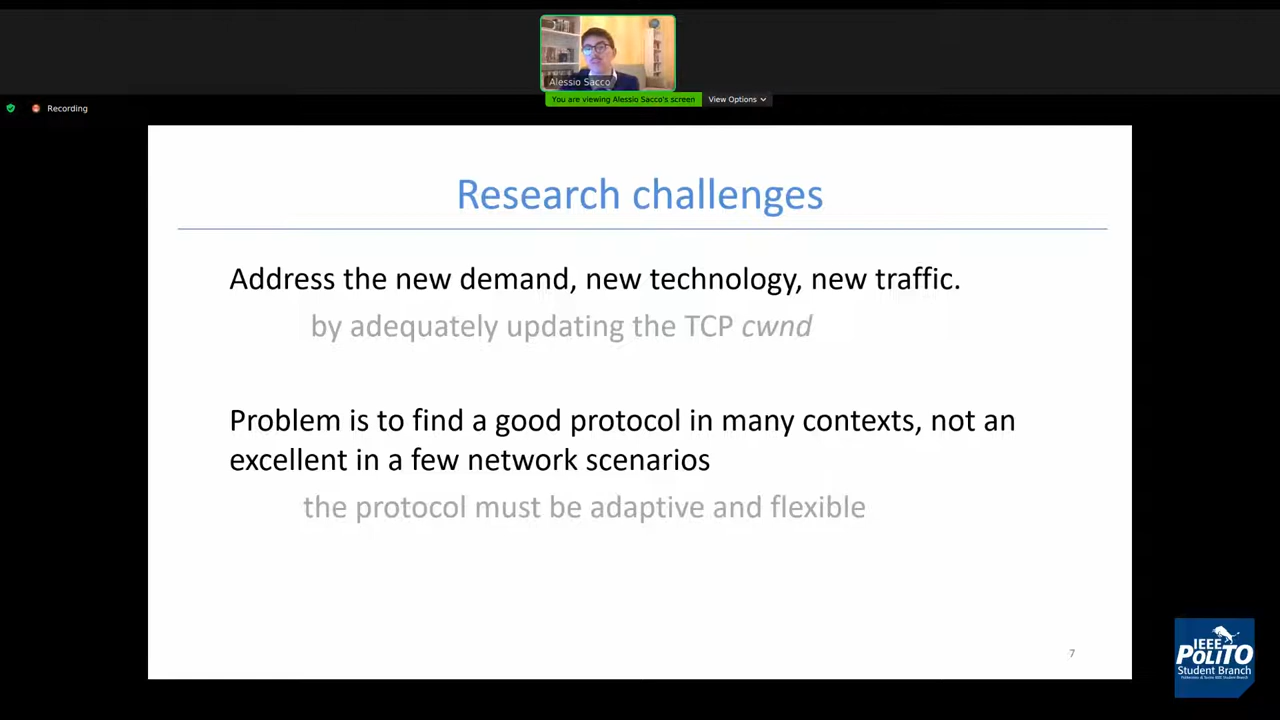 Alessio Sacco
You are viewing Alessio Sacco's screen
View Options
Recording
Research challenges
Address the new demand, new technology, new traffic.
by adequately updating the TCP cwnd
Problem is to find a good protocol in many contexts, not an
excellent in a few network scenarios
the protocol must be adaptive and flexible
7
IEEE
POLITO
Student Branch